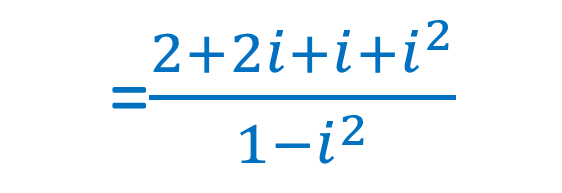 =
2+2i+i+i²
1−i²